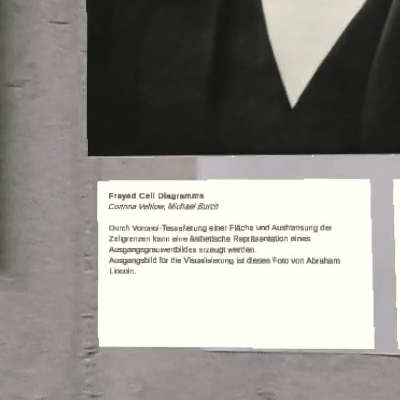 Frayed Cell Diagramms
Corinna Vehlow, Michael Burch
Durch Voronoi-Tesselierung einer Fläche und Ausfransung der
Zellgrenzen kann eine ästhetische Repräsentation eines
Ausgangsgrauwertbildes erzeugt werden.
Ausgangsbild für die Visualisierung ist dieses Foto von Abraham
Lincoln.